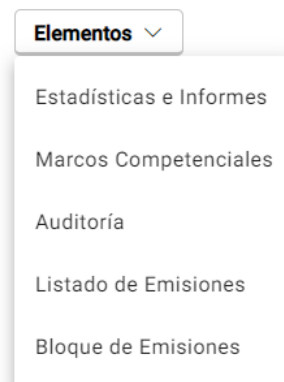 Elementos
Estadísticas e Informes
Marcos Competenciales
Auditoría
Listado de Emisiones
Bloque de Emisiones